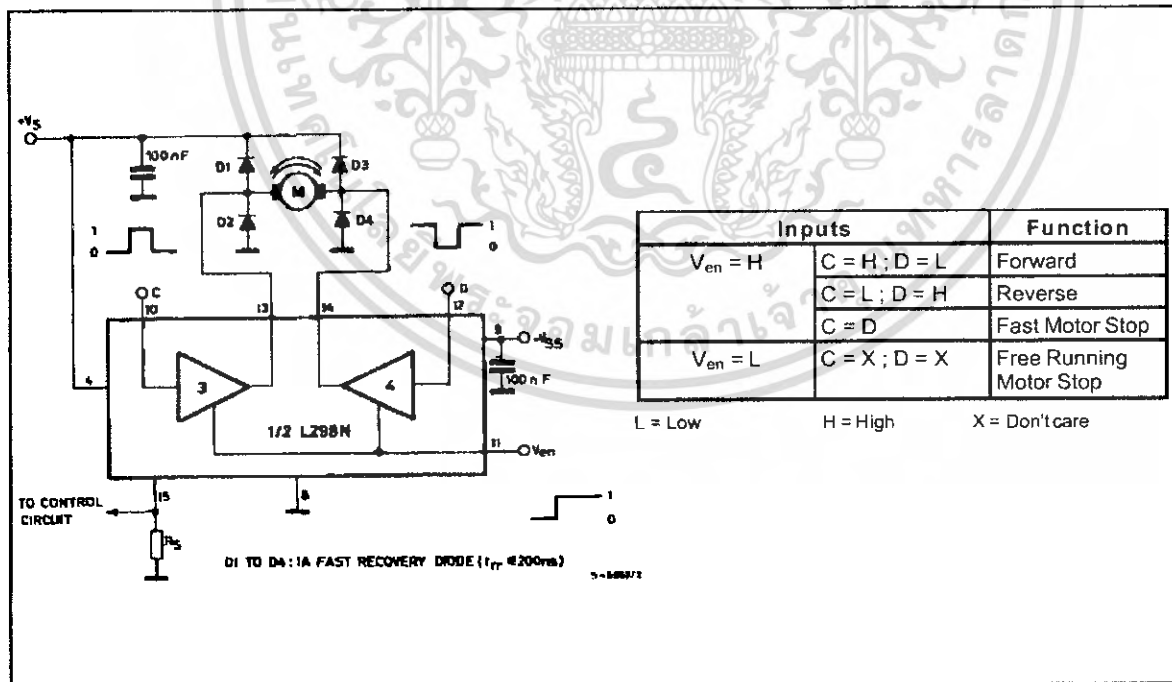 +Vs
100nF
D1
D3
M
D2
D4
1
0
1
0
C
D
10
13
14
12
9
+VSS
100nF
4
3
4
1/2 L298N
11
Ven
15
8
TO CONTROL
CIRCUIT
RS
1
0
D1 TO D4 : 1A FAST RECOVERY DIODE (trr ≤ 200ns)
Inputs
Function
Ven = H
C = H ; D = L
Forward
C = L ; D = H
Reverse
C = D
Fast Motor Stop
Ven = L
C = X ; D = X
Free Running
Motor Stop
L = Low
H = High
X = Don't care